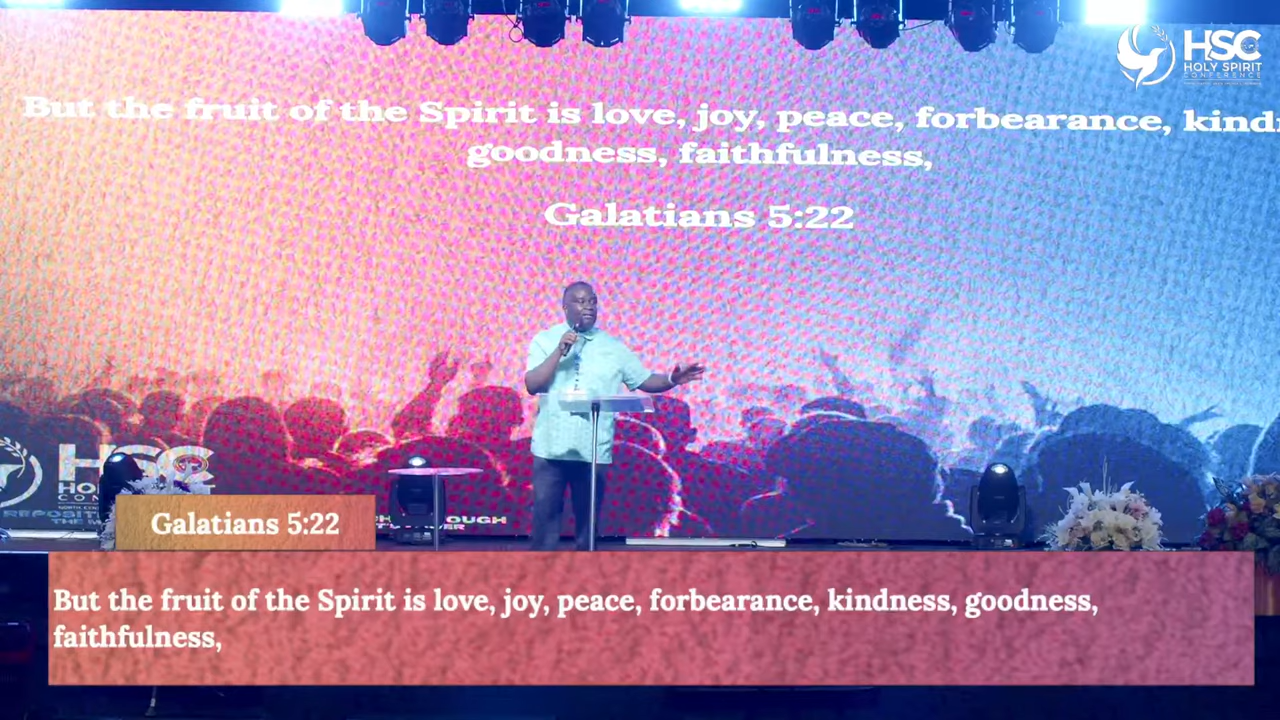 HSC
HOLY SPIRIT
CONFERENCE
But the fruit of the Spirit is love, joy, peace, forbearance,
goodness, faithfulness,
Galatians 5:22
HSC
Galatians 5:22
But the fruit of the Spirit is love, joy, peace, forbearance, kindness, goodness,
faithfulness,